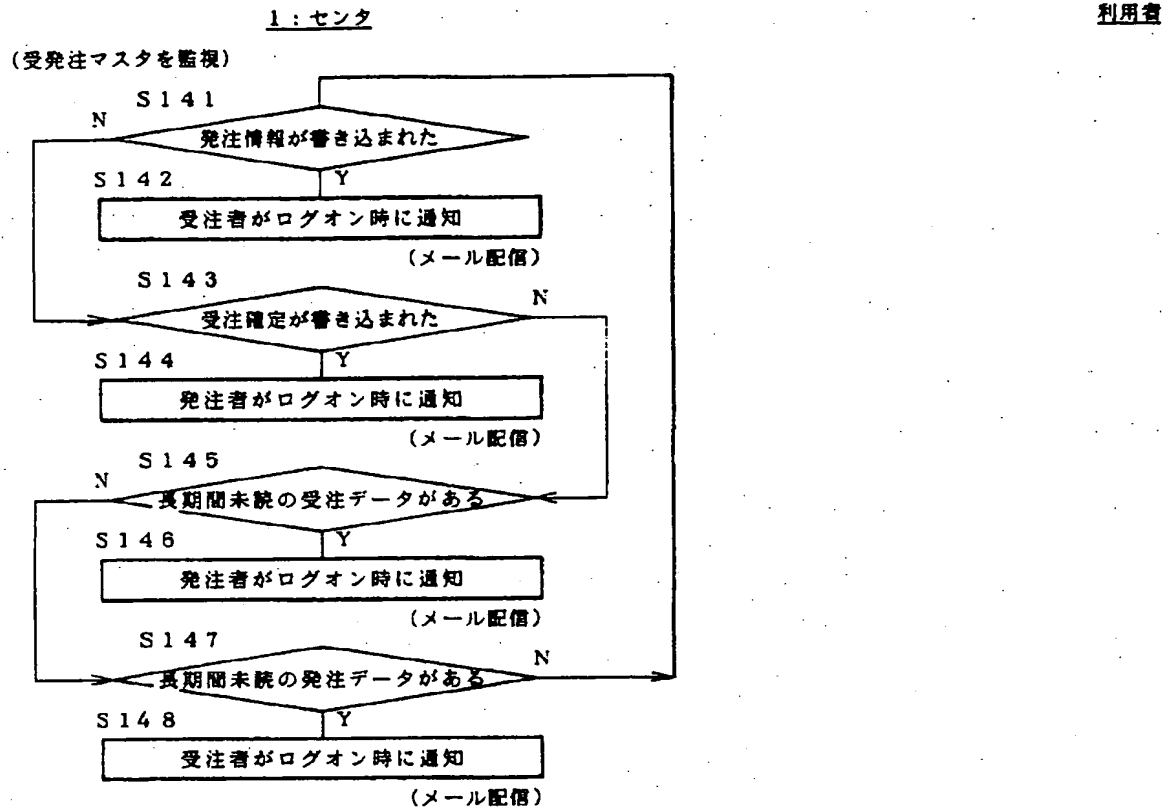 1：センタ
利用者
（受発注マスタを監視）
S141
N
発注情報が書き込まれた
Y
S142
受注者がログオン時に通知
（メール配信）
S143
N
受注確定が書き込まれた
Y
S144
発注者がログオン時に通知
（メール配信）
S145
N
長期間未読の受注データがある
Y
S146
発注者がログオン時に通知
（メール配信）
S147
N
長期間未読の発注データがある
Y
S148
受注者がログオン時に通知
（メール配信）